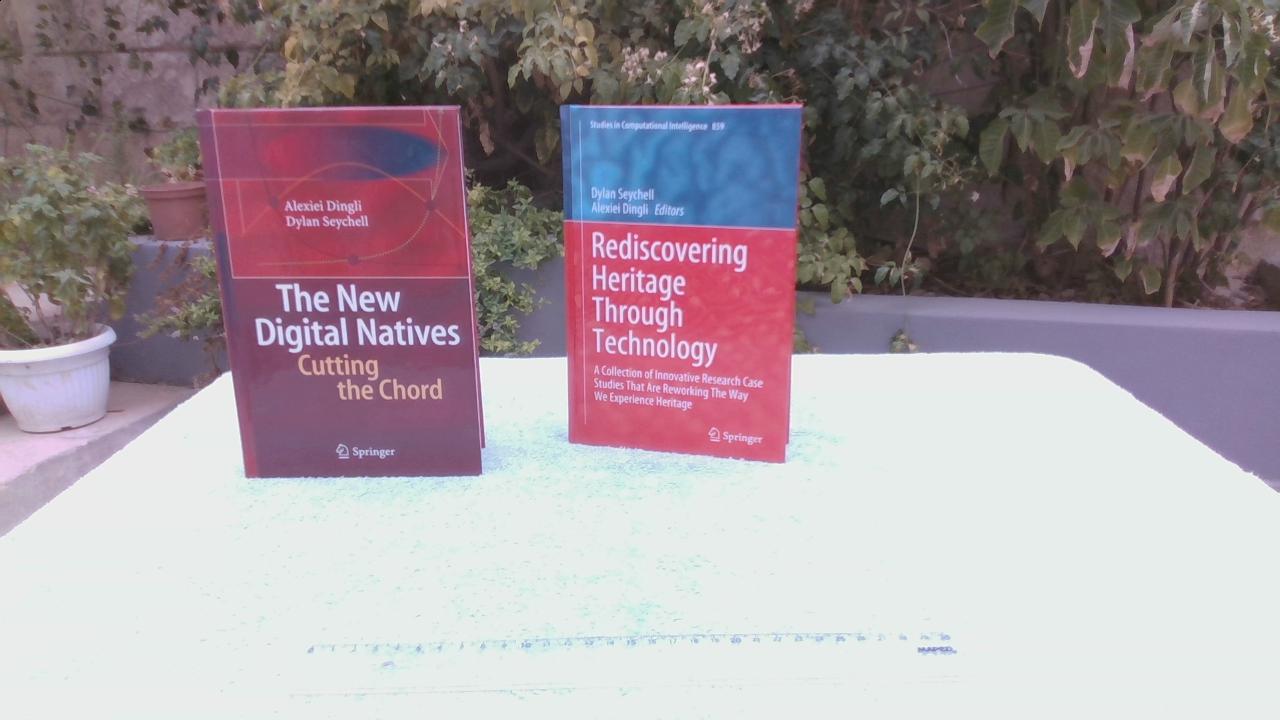 Alexiei Dingli
Dylan Seychell
The New
Digital Natives
Cutting
the Chord
Springer
Studies in Computational Intelligence 859
Dylan Seychell
Alexiei Dingli Editors
Rediscovering
Heritage
Through
Technology
A Collection of Innovative Research Case
Studies That Are Reworking The Way
We Experience Heritage
Springer
MAPED